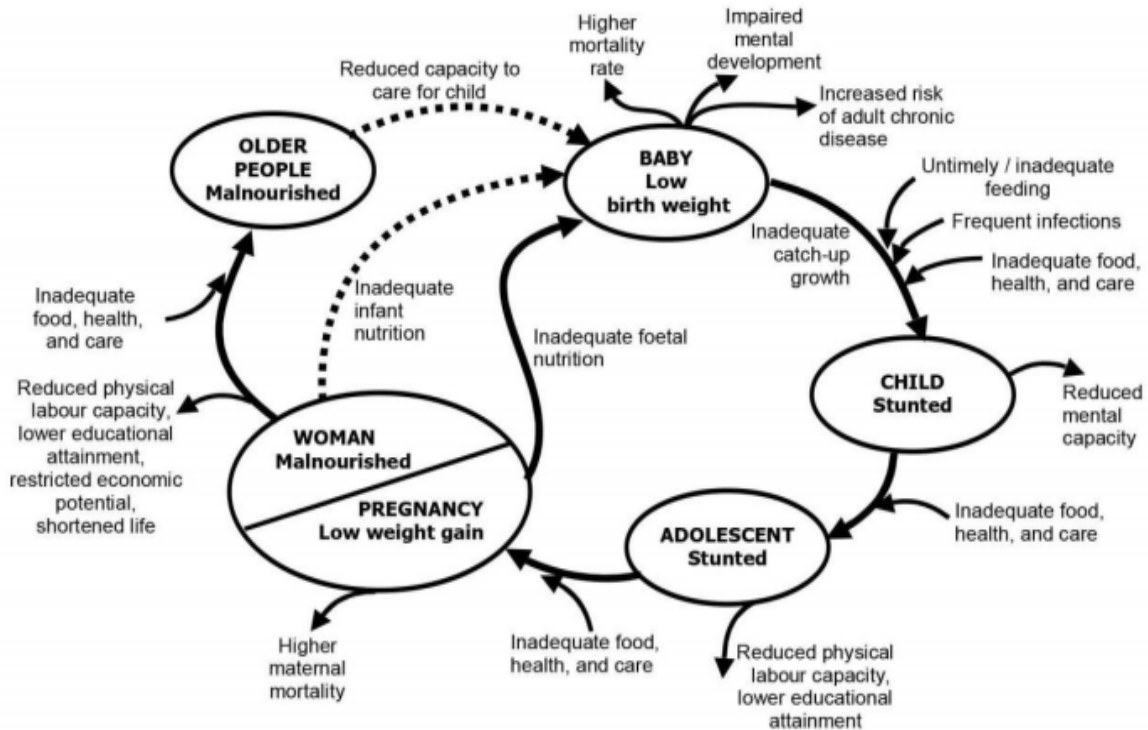 Higher
mortality
rate
Impaired
mental
development
Increased risk
of adult chronic
disease
Reduced capacity to
care for child
OLDER
PEOPLE
Malnourished
BABY
Low
birth weight
Untimely / inadequate
feeding
Frequent infections
Inadequate food,
health, and care
Inadequate
catch-up
growth
Inadequate
food, health,
and care
Inadequate
infant
nutrition
Inadequate foetal
nutrition
CHILD
Stunted
Reduced
mental
capacity
Reduced physical
labour capacity,
lower educational
attainment,
restricted economic
potential,
shortened life
WOMAN
Malnourished
PREGNANCY
Low weight gain
ADOLESCENT
Stunted
Inadequate food,
health, and care
Higher
maternal
mortality
Inadequate food,
health, and care
Reduced physical
labour capacity,
lower educational
attainment